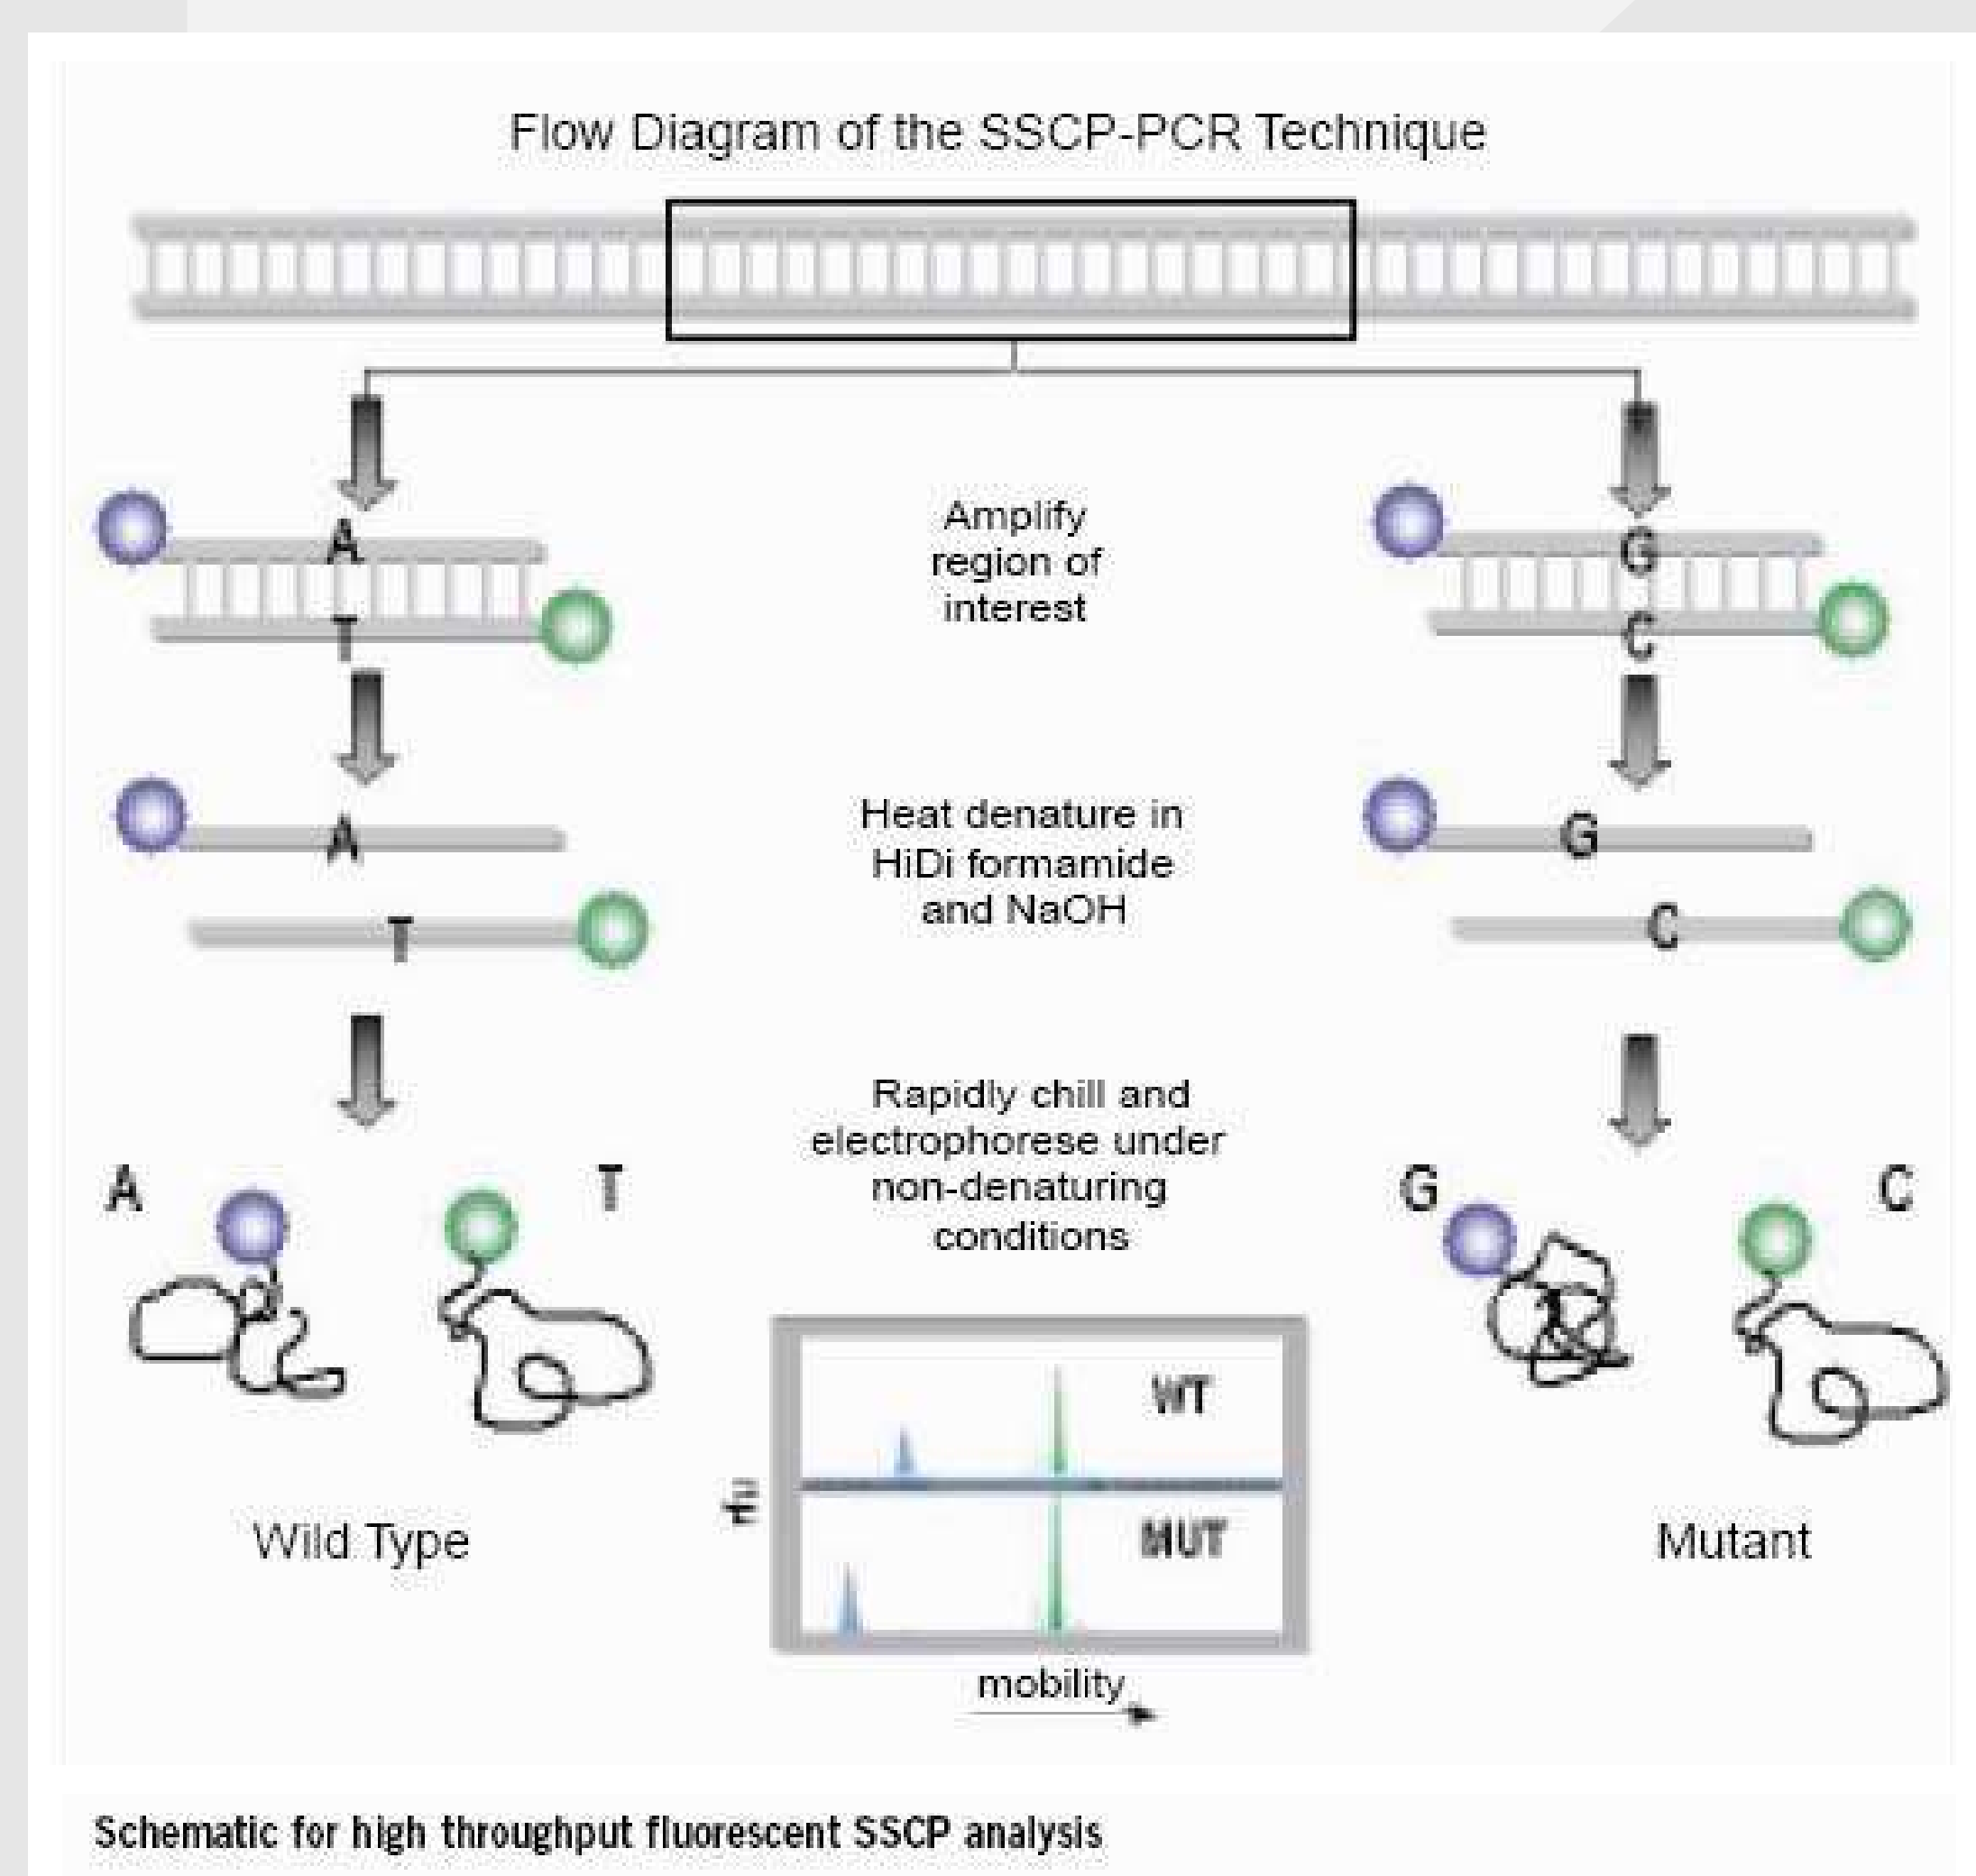 Flow Diagram of the SSCP-PCR Technique
A
T
Amplify
region of
interest
G
C
A
T
Heat denature in
HiDi formamide
and NaOH
G
C
A
T
Rapidly chill and
electrophorese under
non-denaturing
conditions
G
C
WT
rfu
MUT
Wild Type
Mutant
mobility
Schematic for high throughput fluorescent SSCP analysis